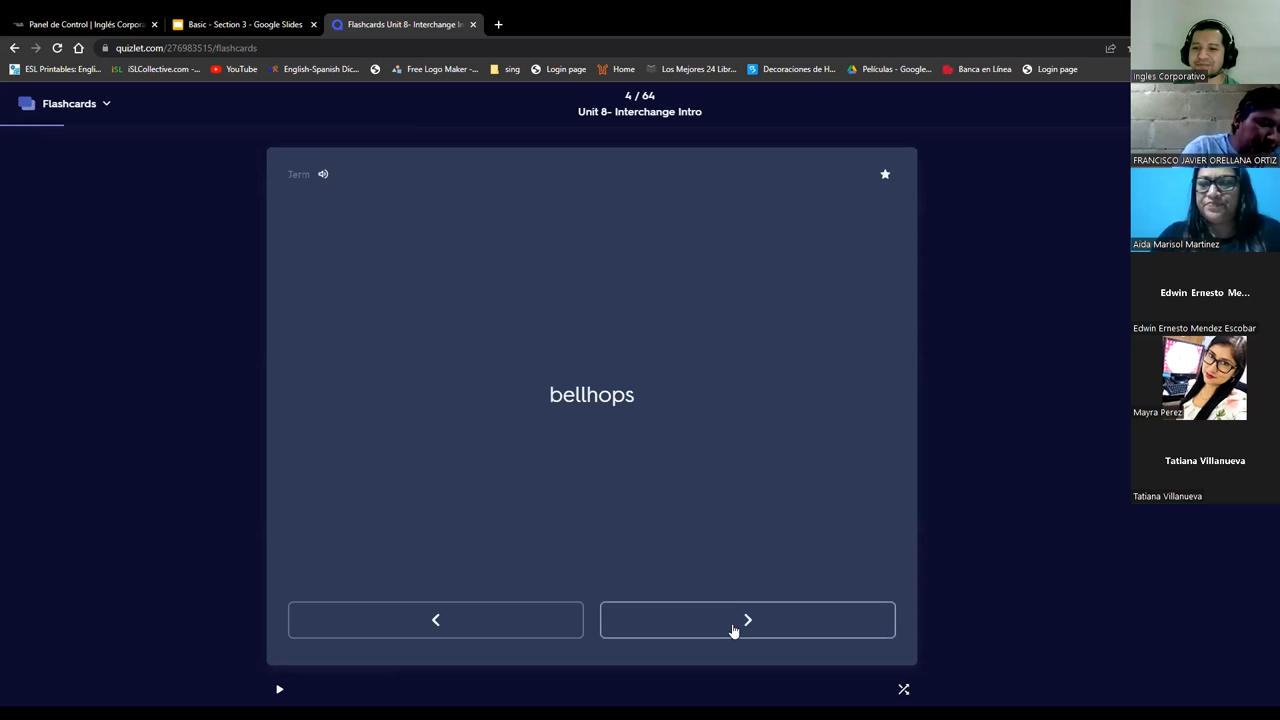 Panel de Control | Inglés Corpora
Basic - Section 3 - Google Slides
Flashcards Unit 8- Interchange In
quizlet.com/276983515/flashcards
ESL Printables: Engli...
iSLCollective.com -...
YouTube
English-Spanish Dic...
Free Logo Maker -...
sing
Login page
Home
Los Mejores 24 Libr...
Decoraciones de H...
Películas - Google...
Banca en Línea
Login page
Flashcards
4 / 64
Unit 8- Interchange Intro
Term
bellhops
Ingles Corporativo
FRANCISCO JAVIER ORELLANA ORTIZ
Aida Marisol Martinez
Edwin Ernesto Me...
Edwin Ernesto Mendez Escobar
Mayra Perez
Tatiana Villanueva
Tatiana Villanueva